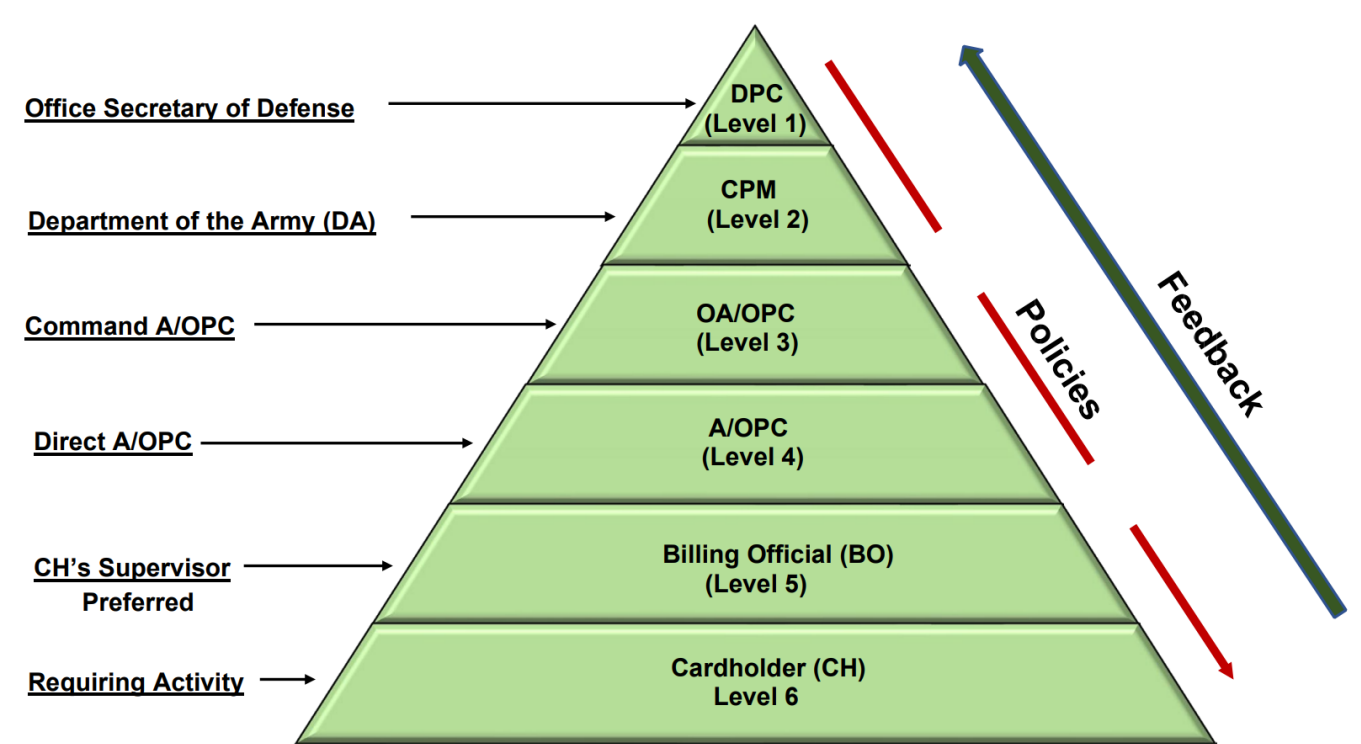 Office Secretary of Defense
DPC
(Level 1)
Department of the Army (DA)
CPM
(Level 2)
Command A/OPC
OA/OPC
(Level 3)
Direct A/OPC
A/OPC
(Level 4)
CH's Supervisor
Preferred
Billing Official (BO)
(Level 5)
Requiring Activity
Cardholder (CH)
Level 6
Policies
Feedback